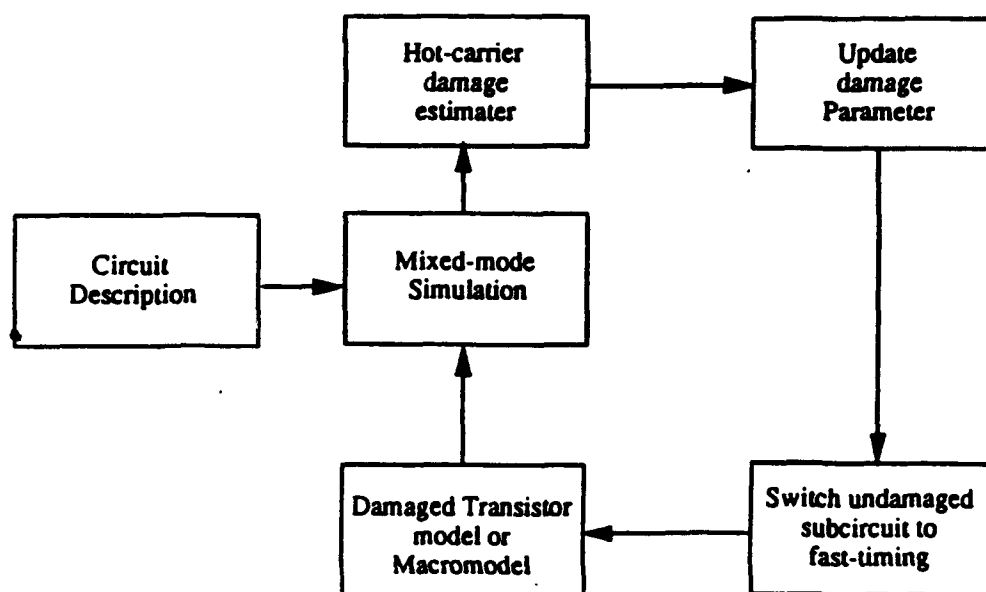 Hot-carrier
damage
estimater
Update
damage
Parameter
Circuit
Description
Mixed-mode
Simulation
Damaged Transistor
model or
Macromodel
Switch undamaged
subcircuit to
fast-timing